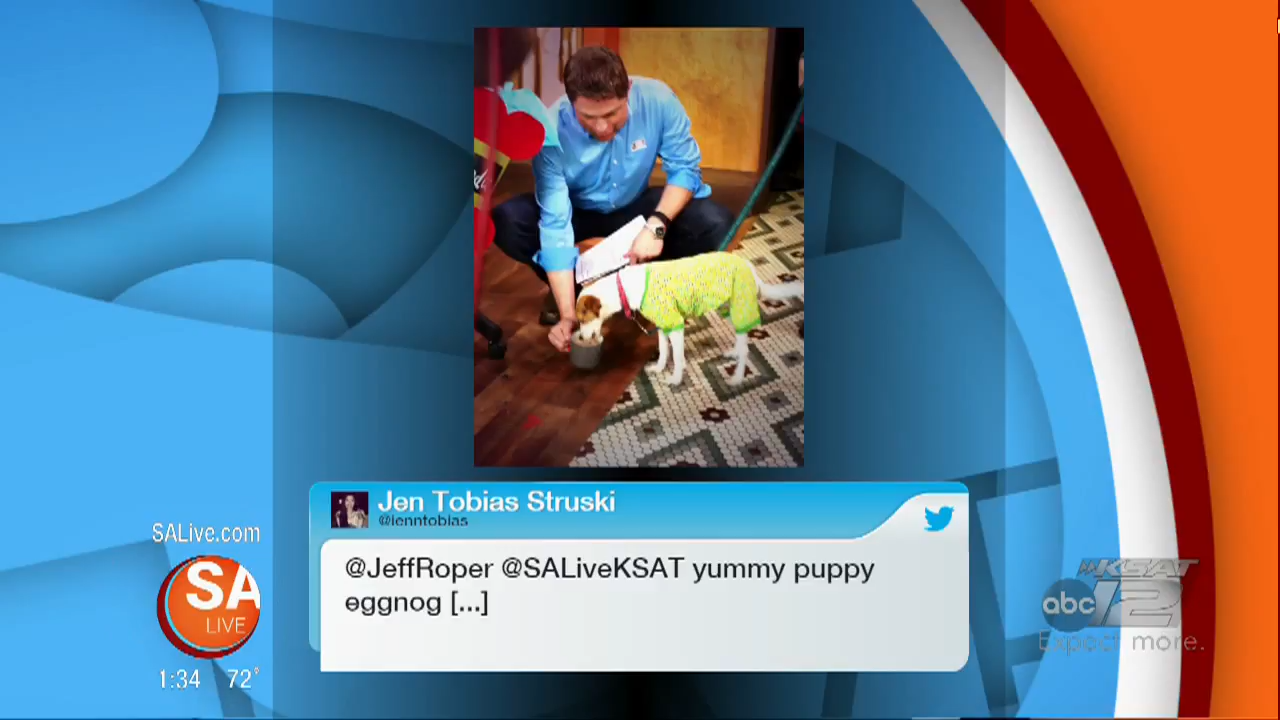 Jen Tobias Struski
@jenntobias
@JeffRoper @SALiveKSAT yummy puppy
eggnog [...]
SALive.com
SA
LIVE
1:34 72°
KSAT
abc 12
Expect more.